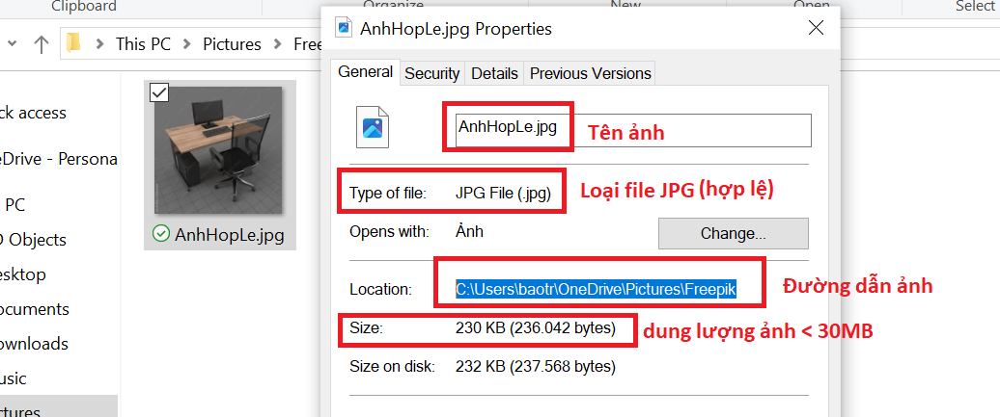 Clipboard Organize New Open Select
This PC Pictures Free
AnhHopLe.jpg Properties
General Security Details Previous Versions
ck access
neDrive - Persona
PC
D Objects
esktop
ocuments
ownloads
usic
ctures
AnhHopLe.jpg
AnhHopLe.jpg Tên ảnh
Type of file: JPG File (.jpg) Loại file JPG (hợp lệ)
Opens with: Ảnh Change...
Location: C:\Users\baotr\OneDrive\Pictures\Freepik Đường dẫn ảnh
Size: 230 KB (236.042 bytes) dung lượng ảnh < 30MB
Size on disk: 232 KB (237.568 bytes)